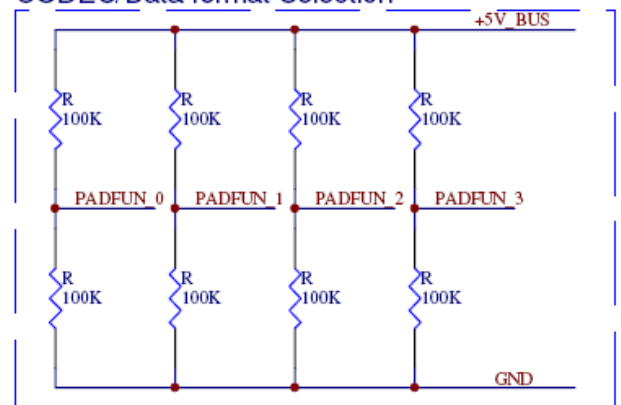 CODEC/Data format Selection
+5V_BUS
R R R R
100K 100K 100K 100K
PADFUN_0 PADFUN_1 PADFUN_2 PADFUN_3
R R R R
100K 100K 100K 100K
GND